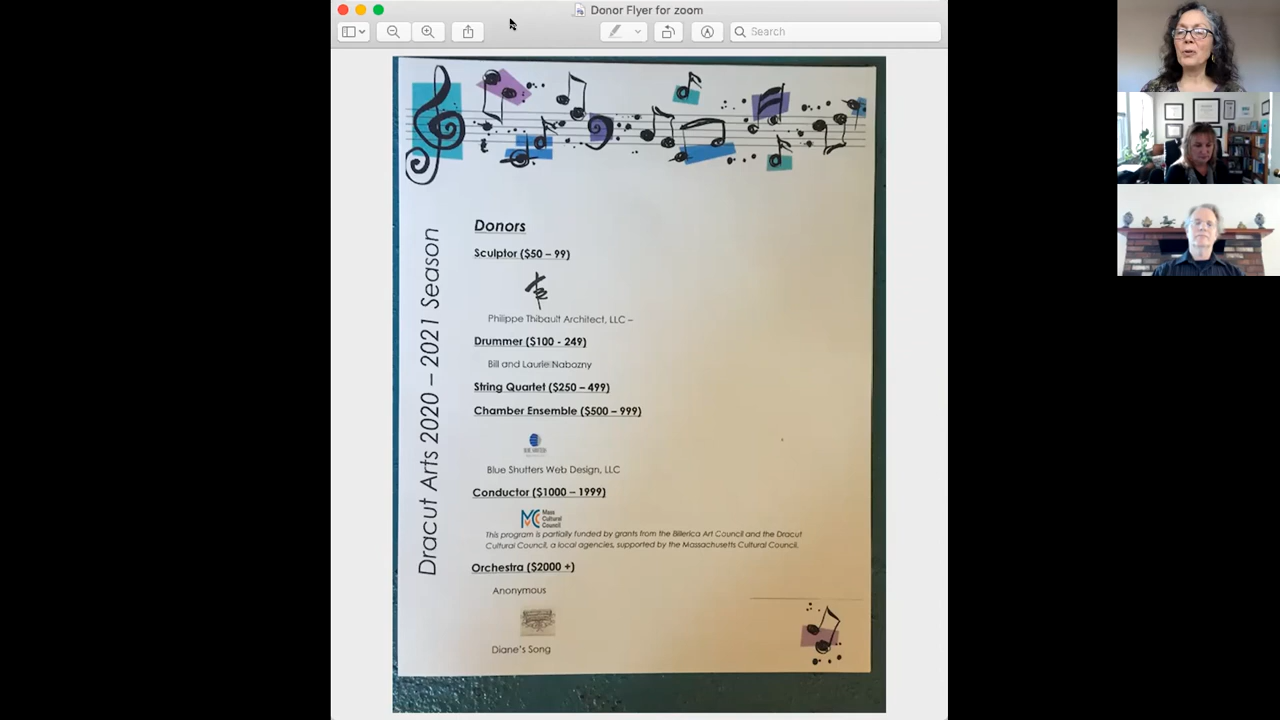 Donor Flyer for zoom
Search
Dracut Arts 2020 – 2021 Season
Donors
Sculptor ($50 – 99)
Philippe Thibault Architect, LLC –
Drummer ($100 - 249)
Bill and Laurie Nabozny
String Quartet ($250 – 499)
Chamber Ensemble ($500 – 999)
Blue Shutters Web Design, LLC
Conductor ($1000 – 1999)
Mass
Cultural
Council
This program is partially funded by grants from the Billerica Art Council and the Dracut
Cultural Council, a local agencies, supported by the Massachusetts Cultural Council.
Orchestra ($2000 +)
Anonymous
Diane's Song